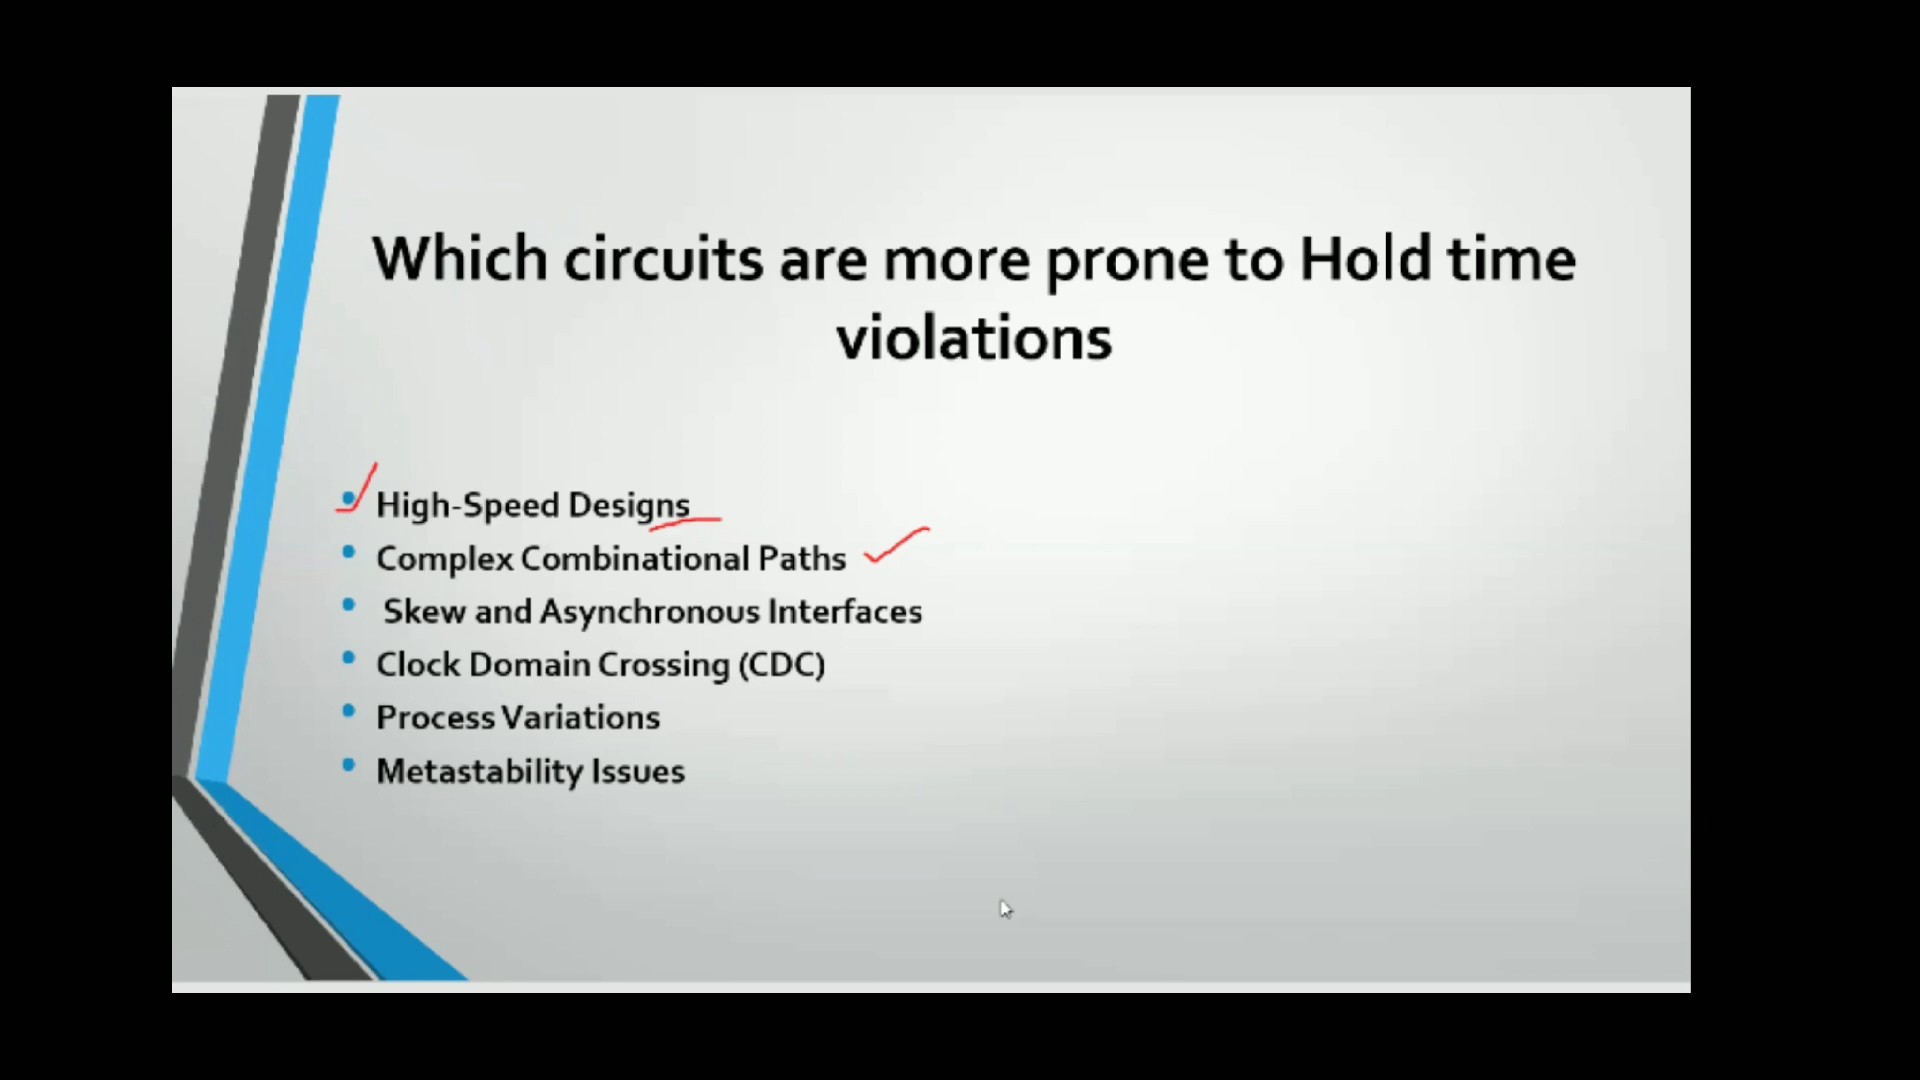 Which circuits are more prone to Hold time
violations
High-Speed Designs
Complex Combinational Paths
Skew and Asynchronous Interfaces
Clock Domain Crossing (CDC)
Process Variations
Metastability Issues